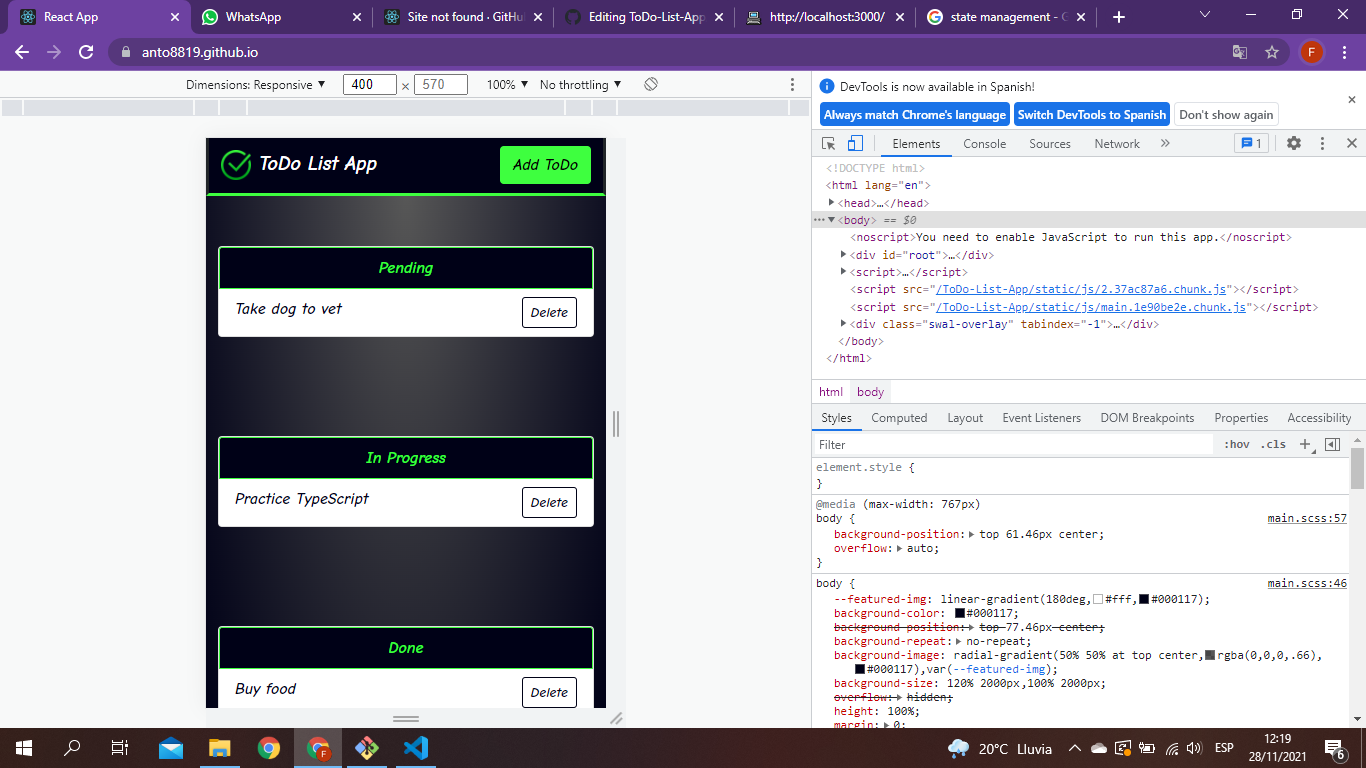 React App
WhatsApp
Site not found · GitHu
Editing ToDo-List-App
http://localhost:3000/
state management - G
anto8819.github.io
F
Dimensions: Responsive ▼ 400 × 570 100% ▼ No throttling ▼
DevTools is now available in Spanish!
Always match Chrome's language Switch DevTools to Spanish Don't show again
Elements Console Sources Network » 1
ToDo List App Add ToDo
Pending
Take dog to vet Delete
In Progress
Practice TypeScript Delete
Done
Buy food Delete
<!DOCTYPE html>
<html lang="en">
▶<head>…</head>
⋯▼<body> == $0
<noscript>You need to enable JavaScript to run this app.</noscript>
▶<div id="root">…</div>
▶<script>…</script>
<script src="/ToDo-List-App/static/js/2.37ac87a6.chunk.js"></script>
<script src="/ToDo-List-App/static/js/main.1e90be2e.chunk.js"></script>
▶<div class="swal-overlay" tabindex="-1">…</div>
</body>
</html>
html body
Styles Computed Layout Event Listeners DOM Breakpoints Properties Accessibility
Filter :hov .cls +
element.style {
}
@media (max-width: 767px)
body { main.scss:57
background-position:▶ top 61.46px center;
overflow:▶ auto;
}
body { main.scss:46
--featured-img: linear-gradient(180deg,#fff,#000117);
background-color: #000117;
background-position:▶ top 77.46px center;
background-repeat:▶ no-repeat;
background-image: radial-gradient(50% 50% at top center,rgba(0,0,0,.66),
#000117),var(--featured-img);
background-size: 120% 2000px,100% 2000px;
overflow:▶ hidden;
height: 100%;
margin:▶ 0;
F
20°C Lluvia ESP 12:19
28/11/2021
6